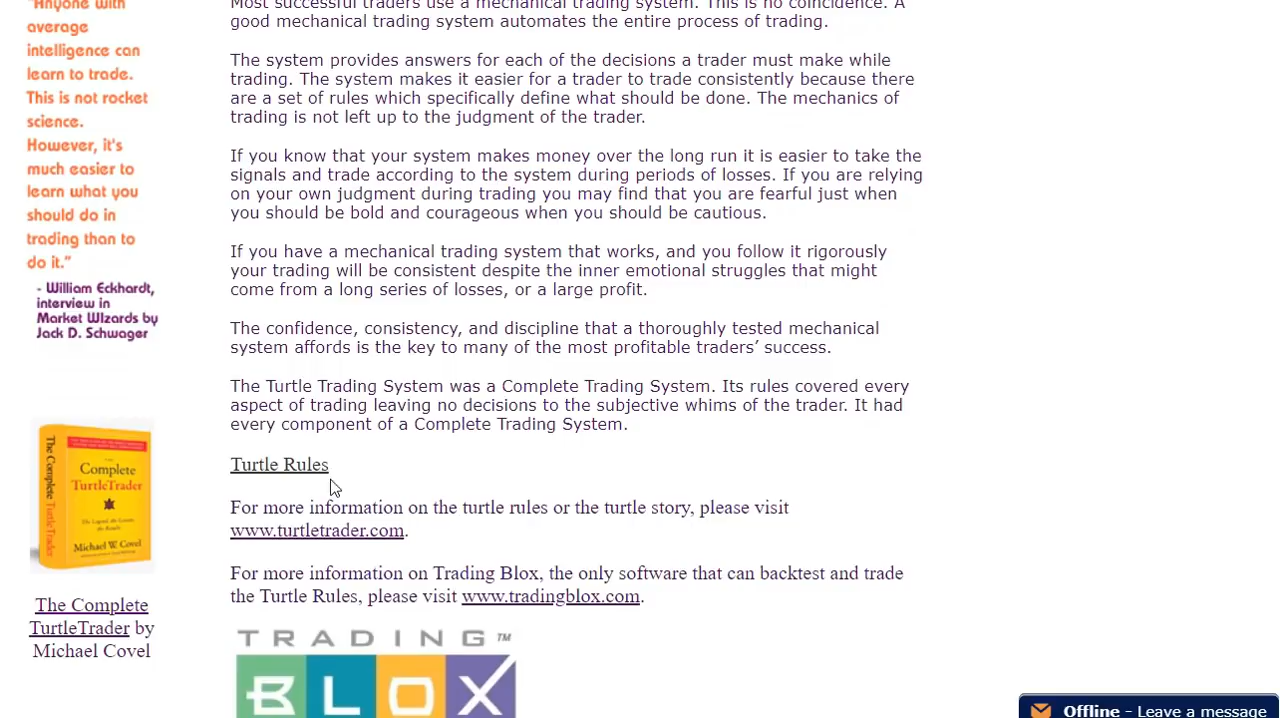 "Anyone with
average
intelligence can
learn to trade.
This is not rocket
science.
However, it's
much easier to
learn what you
should do in
trading than to
do it."
- William Eckhardt,
interview in
Market Wizards by
Jack D. Schwager
The Complete TurtleTrader
Complete
TurtleTrader
Michael W. Covel
The Complete
TurtleTrader by
Michael Covel
Most successful traders use a mechanical trading system. This is no coincidence. A
good mechanical trading system automates the entire process of trading.
The system provides answers for each of the decisions a trader must make while
trading. The system makes it easier for a trader to trade consistently because there
are a set of rules which specifically define what should be done. The mechanics of
trading is not left up to the judgment of the trader.
If you know that your system makes money over the long run it is easier to take the
signals and trade according to the system during periods of losses. If you are relying
on your own judgment during trading you may find that you are fearful just when
you should be bold and courageous when you should be cautious.
If you have a mechanical trading system that works, and you follow it rigorously
your trading will be consistent despite the inner emotional struggles that might
come from a long series of losses, or a large profit.
The confidence, consistency, and discipline that a thoroughly tested mechanical
system affords is the key to many of the most profitable traders’ success.
The Turtle Trading System was a Complete Trading System. Its rules covered every
aspect of trading leaving no decisions to the subjective whims of the trader. It had
every component of a Complete Trading System.
Turtle Rules
For more information on the turtle rules or the turtle story, please visit
www.turtletrader.com.
For more information on Trading Blox, the only software that can backtest and trade
the Turtle Rules, please visit www.tradingblox.com.
TRADING™
BLOX
Offline - Leave a message